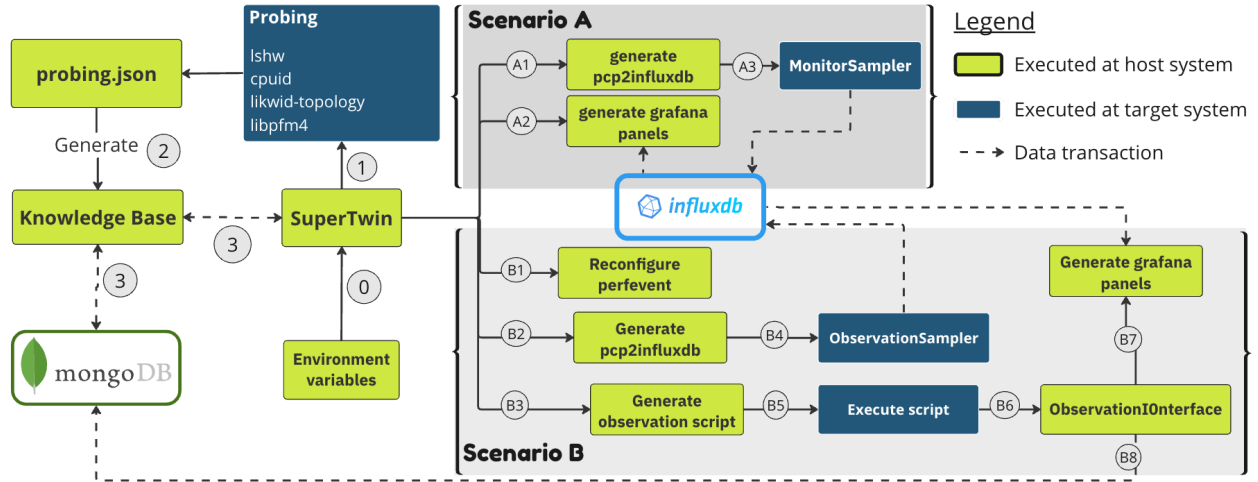 Probing
lshw
cpuid
likwid-topology
libpfm4
probing.json
Generate
2
1
Knowledge Base
3
SuperTwin
3
0
mongoDB
Environment
variables
Scenario A
A1
generate
pcp2influxdb
A3
MonitorSampler
A2
generate grafana
panels
influxdb
Legend
Executed at host system
Executed at target system
Data transaction
B1
Reconfigure
perfevent
Generate grafana
panels
B2
Generate
pcp2influxdb
B4
ObservationSampler
B7
B3
Generate
observation script
B5
Execute script
B6
ObservationI0nterface
Scenario B
B8